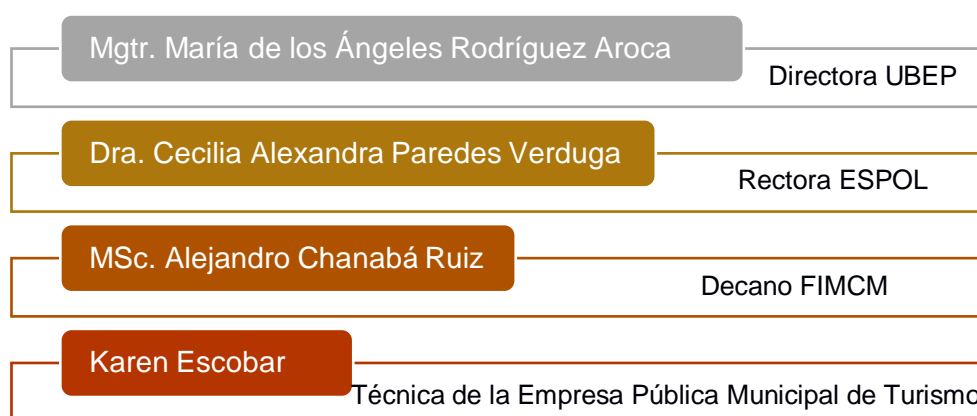 Mgtr. María de los Ángeles Rodríguez Aroca
Directora UBEP
Dra. Cecilia Alexandra Paredes Verduga
Rectora ESPOL
MSc. Alejandro Chanabá Ruiz
Decano FIMCM
Karen Escobar
Técnica de la Empresa Pública Municipal de Turismo